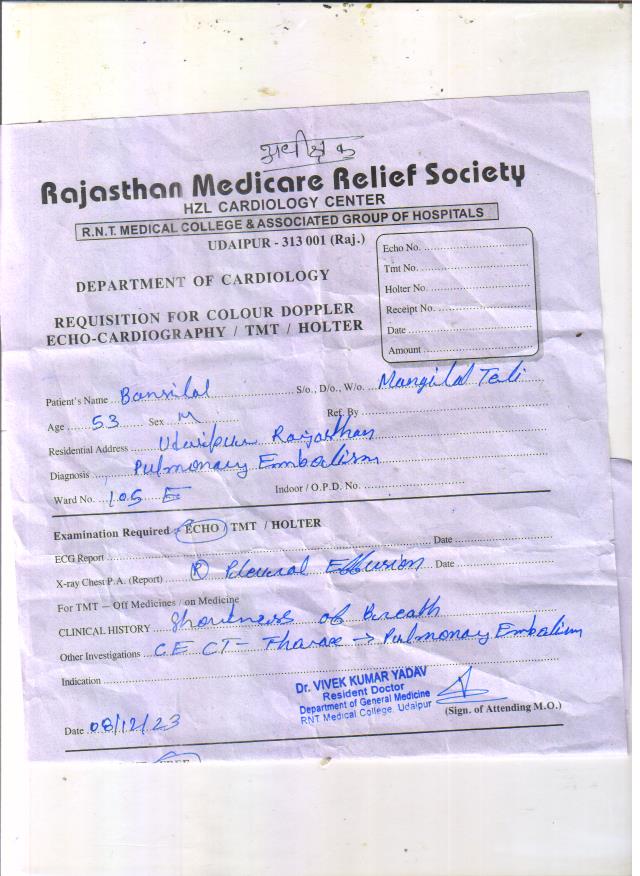 अधीक्षक
Rajasthan Medicare Relief Society
HZL CARDIOLOGY CENTER
R.N.T. MEDICAL COLLEGE & ASSOCIATED GROUP OF HOSPITALS
UDAIPUR - 313 001 (Raj.)
Echo No.
Tmt No.
Holter No.
Receipt No.
Date
Amount
DEPARTMENT OF CARDIOLOGY
REQUISITION FOR COLOUR DOPPLER
ECHO-CARDIOGRAPHY / TMT / HOLTER
Patient's Name Bansilal S/o., D/o., W/o. Mangilal Teli
Age 53 Sex M Ref. By
Residential Address Udaipur Rajasthan
Diagnosis Pulmonary Embolism
Ward No. 105 E Indoor / O.P.D. No.
Examination Required - ECHO / TMT / HOLTER
ECG Report Date
X-ray Chest P.A. (Report) (R) Pleural Effusion Date
For TMT – Off Medicines / on Medicine
CLINICAL HISTORY Shortness of Breath
Other Investigations CE CT - Thorax → Pulmonary Embolism
Indication
Dr. VIVEK KUMAR YADAV
Resident Doctor
Department of General Medicine
RNT Medical College, Udaipur
(Sign. of Attending M.O.)
Date 08/12/23